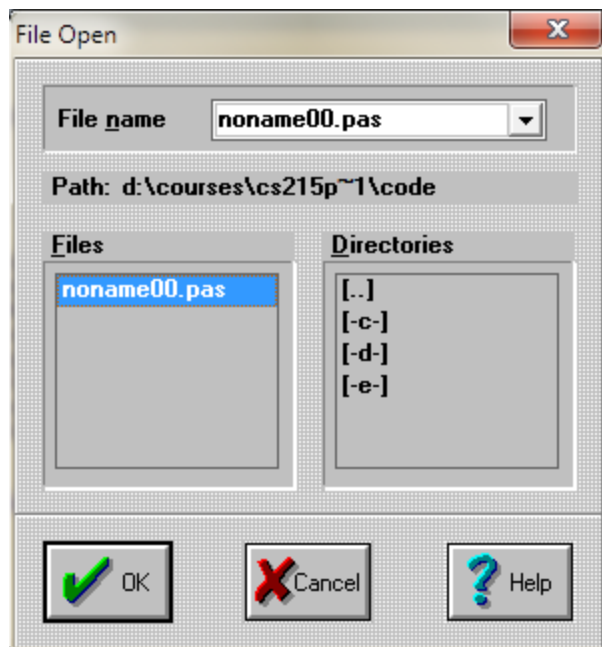 File Open
File name noname00.pas
Path: d:\courses\cs215p~1\code
Files
noname00.pas
Directories
[..]
[-c-]
[-d-]
[-e-]
OK Cancel Help